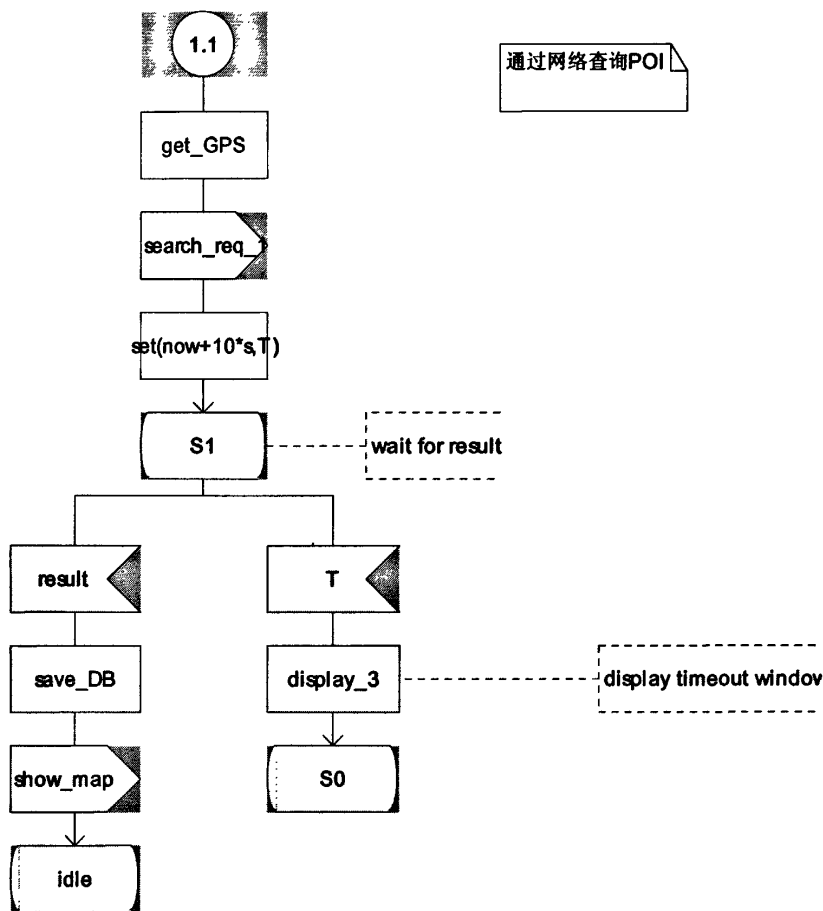 1.1
通过网络查询POI
get_GPS
search_req_1
set(now+10*s,T)
S1
wait for result
result
T
save_DB
display_3
display timeout window
show_map
S0
idle